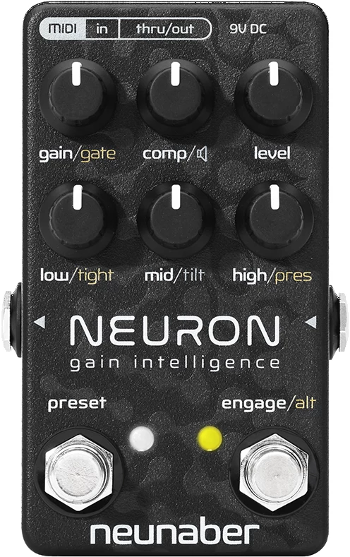 MIDI in thru/out 9V DC
gain/gate comp/ level
low/tight mid/tilt high/pres
NEURON
gain intelligence
preset engage/alt
neunaber